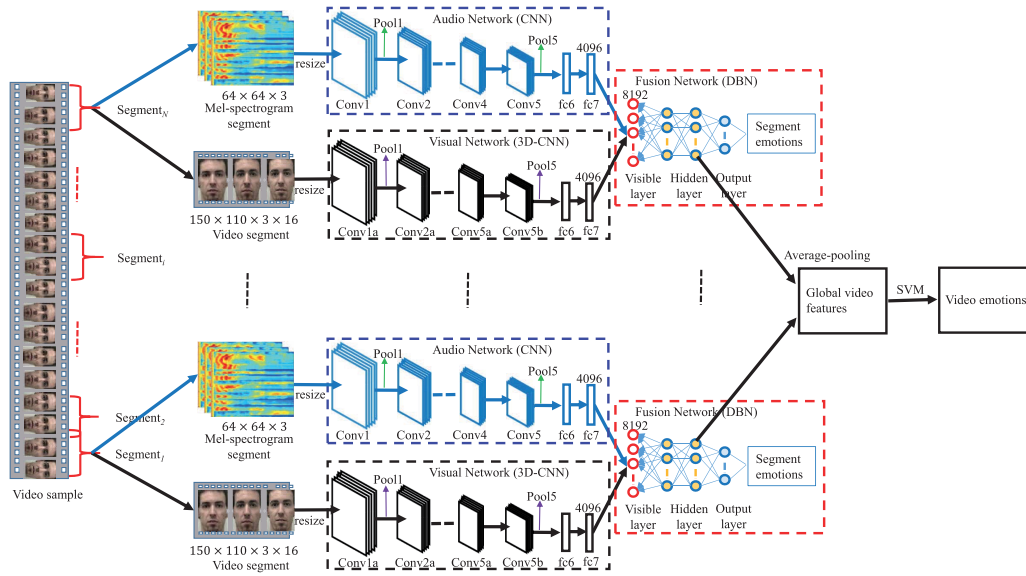 Audio Network (CNN)
Pool1
Pool5
4096
resize
Conv1
Conv2
Conv4
Conv5
fc6
fc7
64 × 64 × 3
Mel-spectrogram
segment
Segment_N
Visual Network (3D-CNN)
Pool1
Pool5
4096
resize
Conv1a
Conv2a
Conv5a
Conv5b
fc6
fc7
150 × 110 × 3 × 16
Video segment
Fusion Network (DBN)
8192
Segment
emotions
Visible
layer
Hidden
layer
Output
layer
Segment_i
Average-pooling
Global video
features
SVM
Video emotions
Audio Network (CNN)
Pool1
Pool5
4096
resize
Conv1
Conv2
Conv4
Conv5
fc6
fc7
64 × 64 × 3
Mel-spectrogram
segment
Segment_2
Segment_1
Visual Network (3D-CNN)
Pool1
Pool5
4096
resize
Conv1a
Conv2a
Conv5a
Conv5b
fc6
fc7
150 × 110 × 3 × 16
Video segment
Fusion Network (DBN)
8192
Segment
emotions
Visible
layer
Hidden
layer
Output
layer
Video sample